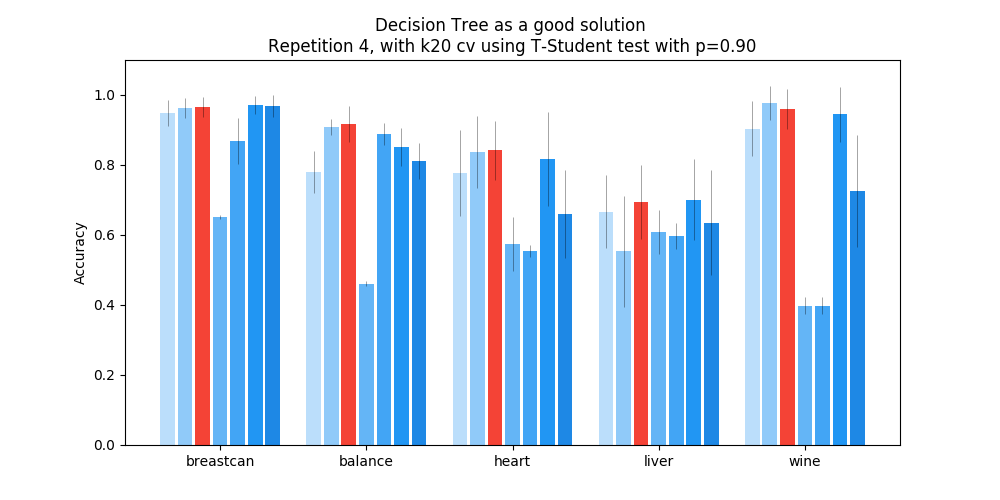 Decision Tree as a good solution
Repetition 4, with k20 cv using T-Student test with p=0.90
Accuracy
1.0
0.8
0.6
0.4
0.2
0.0
breastcan balance heart liver wine